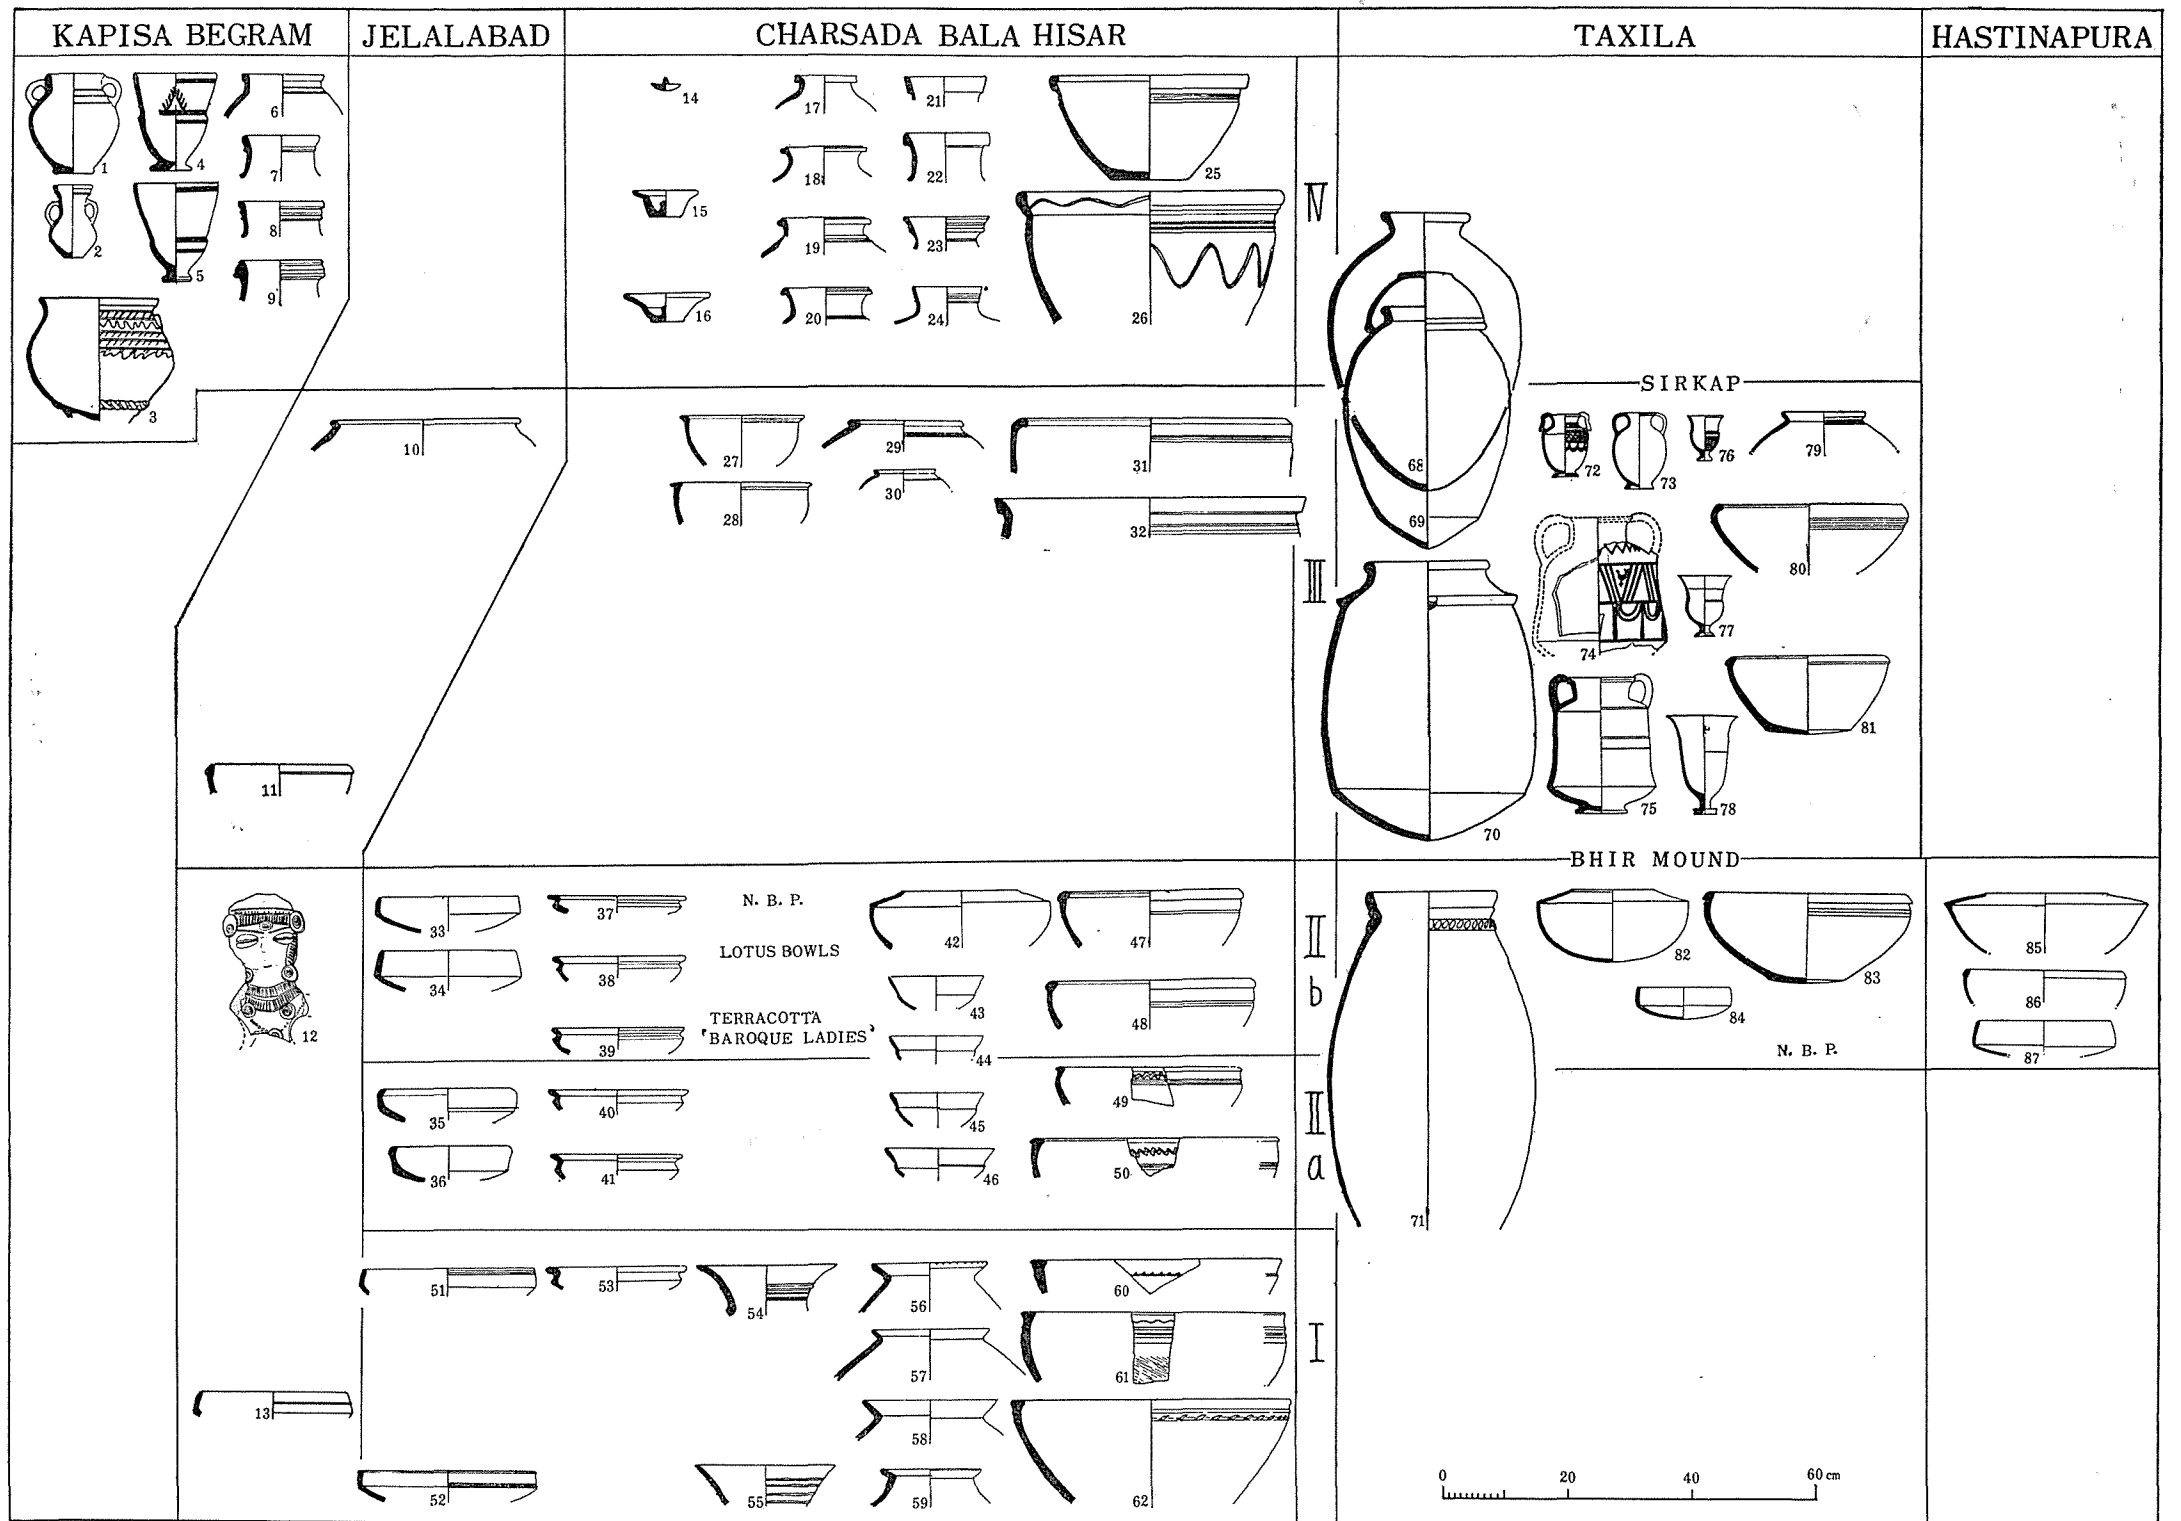 KAPISA BEGRAM JELALABAD CHARSADA BALA HISAR TAXILA HASTINAPURA
1 4 6
7
2 5 8
9
3
14 17 21 25
15 18 22
16 19 23
20 24 26
IV
SIRKAP
10
27 29 31
28 30 32
III
68
69
70
72 73 76 79
74 77 80
75 78 81
11
BHIR MOUND
12
33 37 N. B. P. 42 47
34 38 LOTUS BOWLS 43 48
39 TERRACOTTA
'BAROQUE LADIES' 44
II
b
82 83
84
N. B. P.
85
86
87
35 40 45 49
36 41 46 50
II
a
71
51 53 54 56 60
57 61
I
13
58
52 55 59 62
0 20 40 60 cm